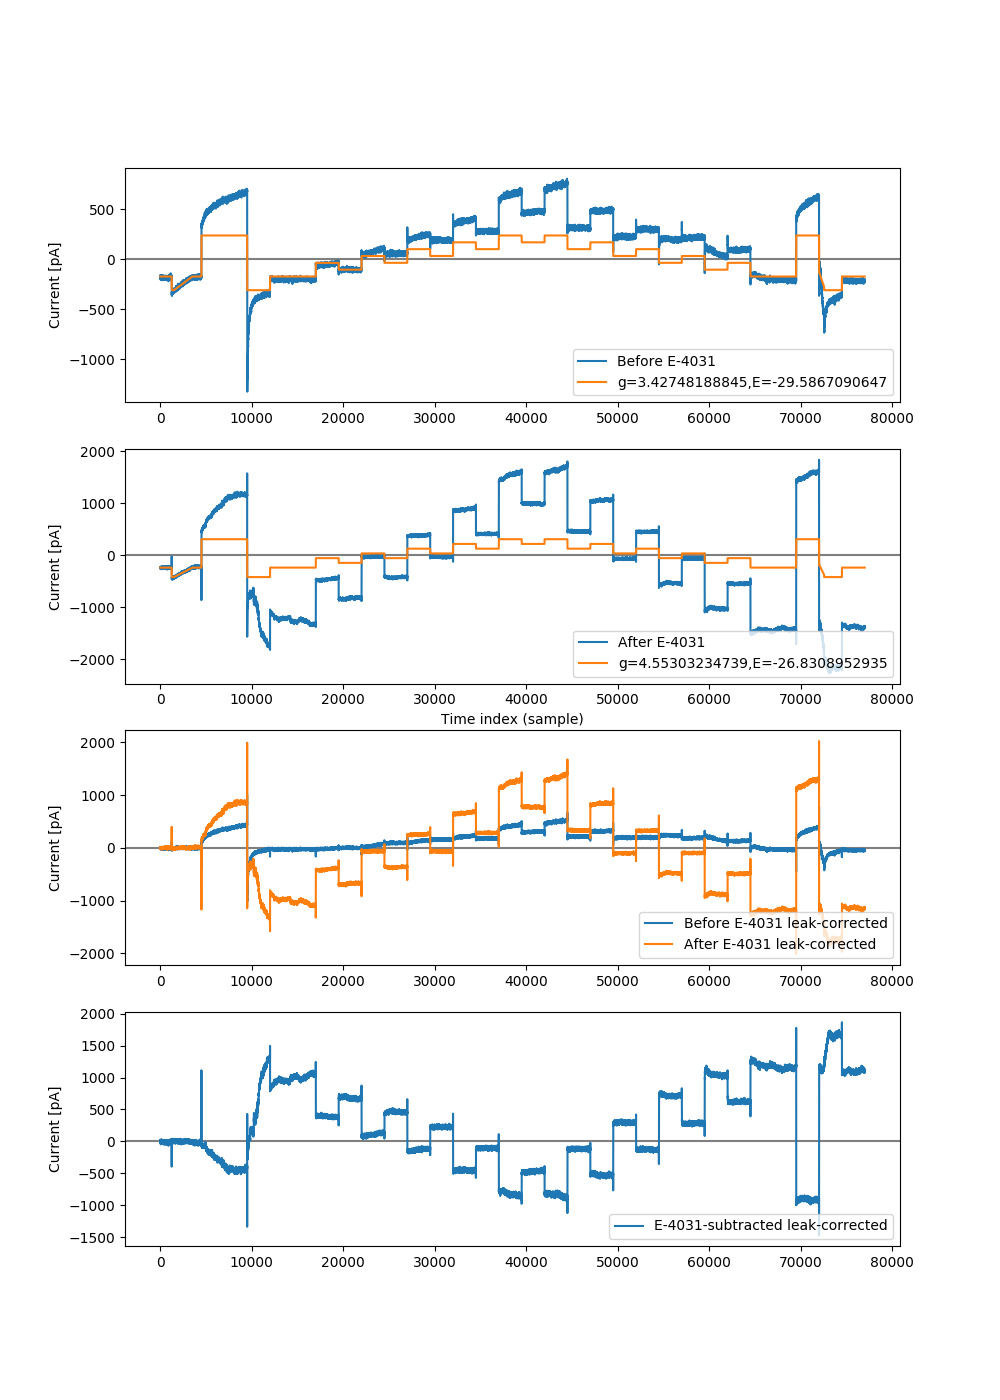 500
0
−500
−1000
Current [pA]
Before E-4031
g=3.42748188845,E=-29.5867090647
0 10000 20000 30000 40000 50000 60000 70000 80000
2000
1000
0
−1000
−2000
Current [pA]
After E-4031
g=4.55303234739,E=-26.8308952935
0 10000 20000 30000 40000 50000 60000 70000 80000
Time index (sample)
2000
1000
0
−1000
−2000
Current [pA]
Before E-4031 leak-corrected
After E-4031 leak-corrected
0 10000 20000 30000 40000 50000 60000 70000 80000
2000
1500
1000
500
0
−500
−1000
−1500
Current [pA]
E-4031-subtracted leak-corrected
0 10000 20000 30000 40000 50000 60000 70000 80000